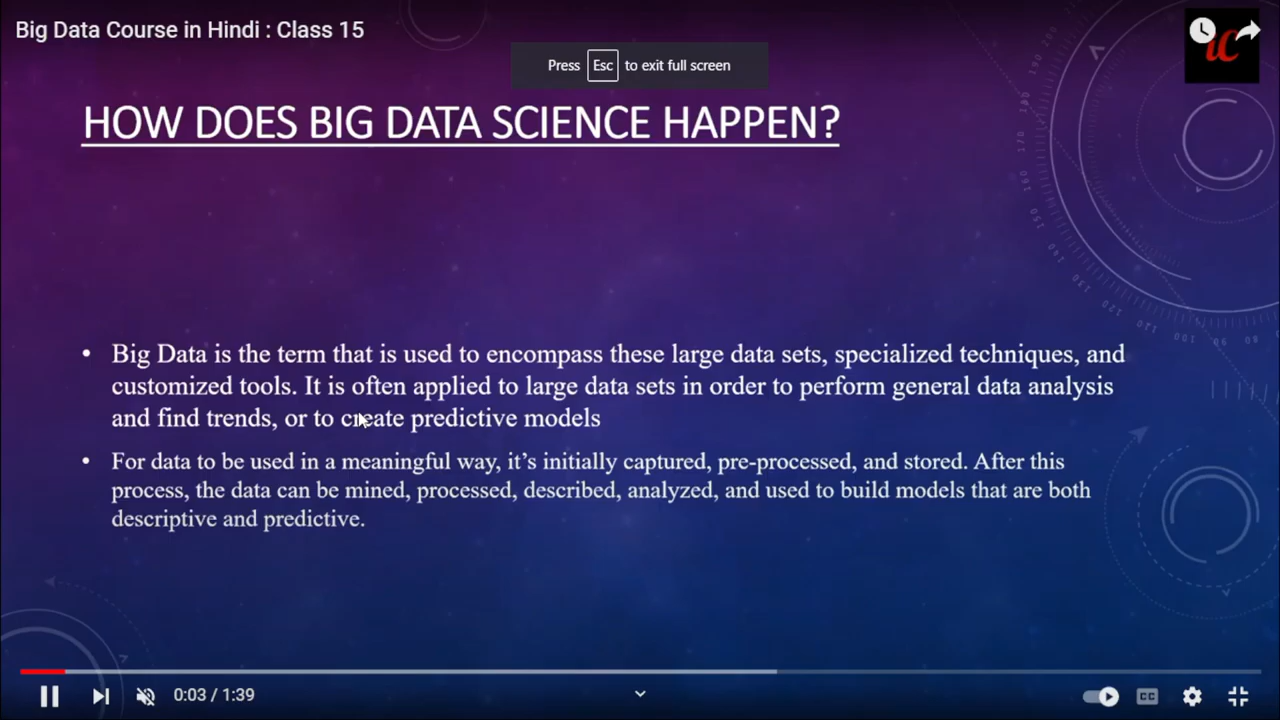 Big Data Course in Hindi : Class 15
iC
Press Esc to exit full screen
HOW DOES BIG DATA SCIENCE HAPPEN?
• Big Data is the term that is used to encompass these large data sets, specialized techniques, and
customized tools. It is often applied to large data sets in order to perform general data analysis
and find trends, or to create predictive models
• For data to be used in a meaningful way, it’s initially captured, pre-processed, and stored. After this
process, the data can be mined, processed, described, analyzed, and used to build models that are both
descriptive and predictive.
0:03 / 1:39
CC